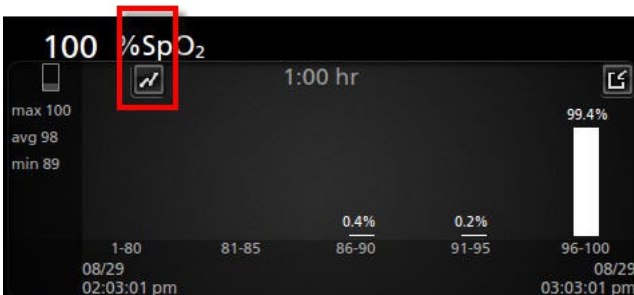 100 %SpO₂
1:00 hr
max 100
avg 98
min 89
99.4%
0.4%
0.2%
1-80 81-85 86-90 91-95 96-100
08/29 08/29
02:03:01 pm 03:03:01 pm